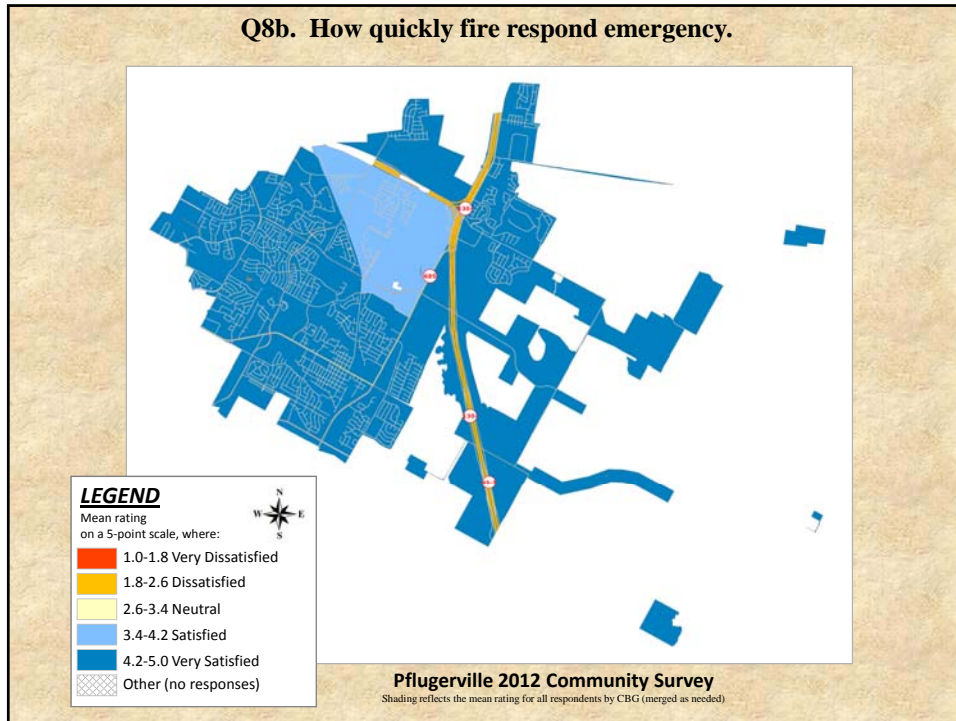 Q8b. How quickly fire respond emergency.
685
LEGEND
N
W E
S
Mean rating
on a 5-point scale, where:
1.0-1.8 Very Dissatisfied
1.8-2.6 Dissatisfied
2.6-3.4 Neutral
3.4-4.2 Satisfied
4.2-5.0 Very Satisfied
Other (no responses)
Pflugerville 2012 Community Survey
Shading reflects the mean rating for all respondents by CBG (merged as needed)